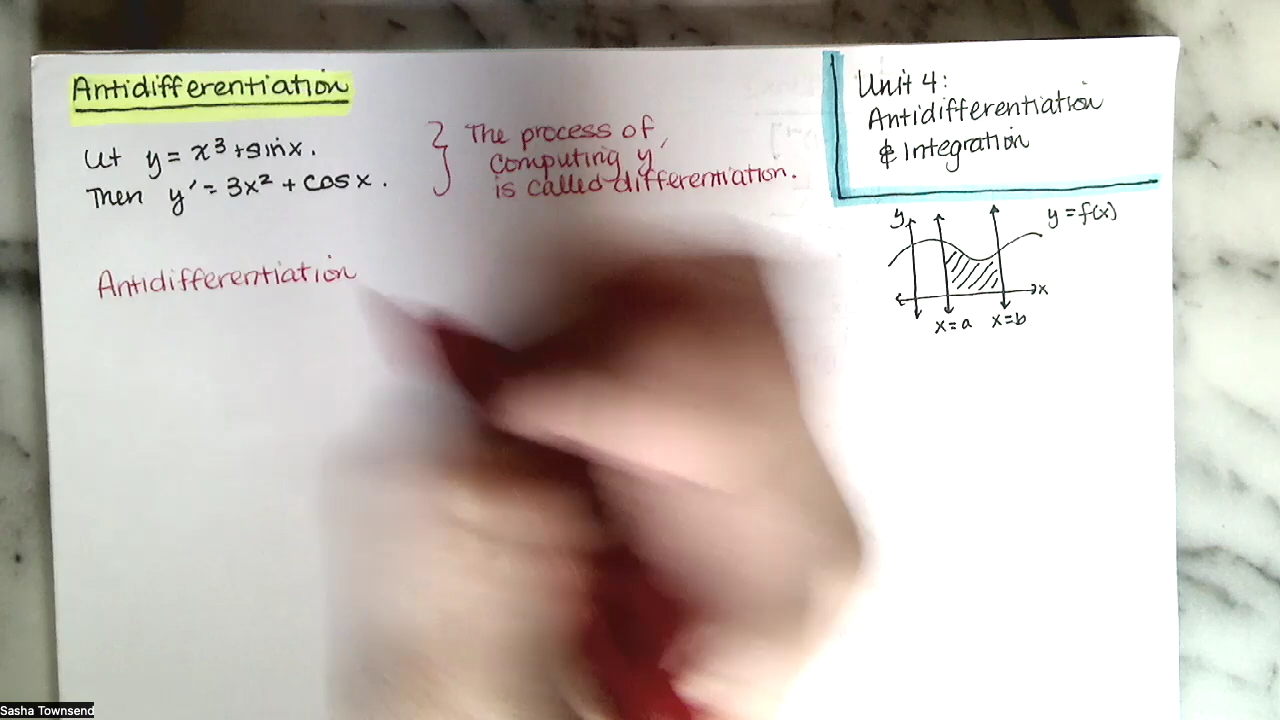 Antidifferentiation
Let y = x³ + sin x.
Then y' = 3x² + cos x.
The process of
computing y'
is called differentiation.
Antidifferentiation
Unit 4:
Antidifferentiation
& Integration
y
y = f(x)
x
x = a x = b
Sasha Townsend